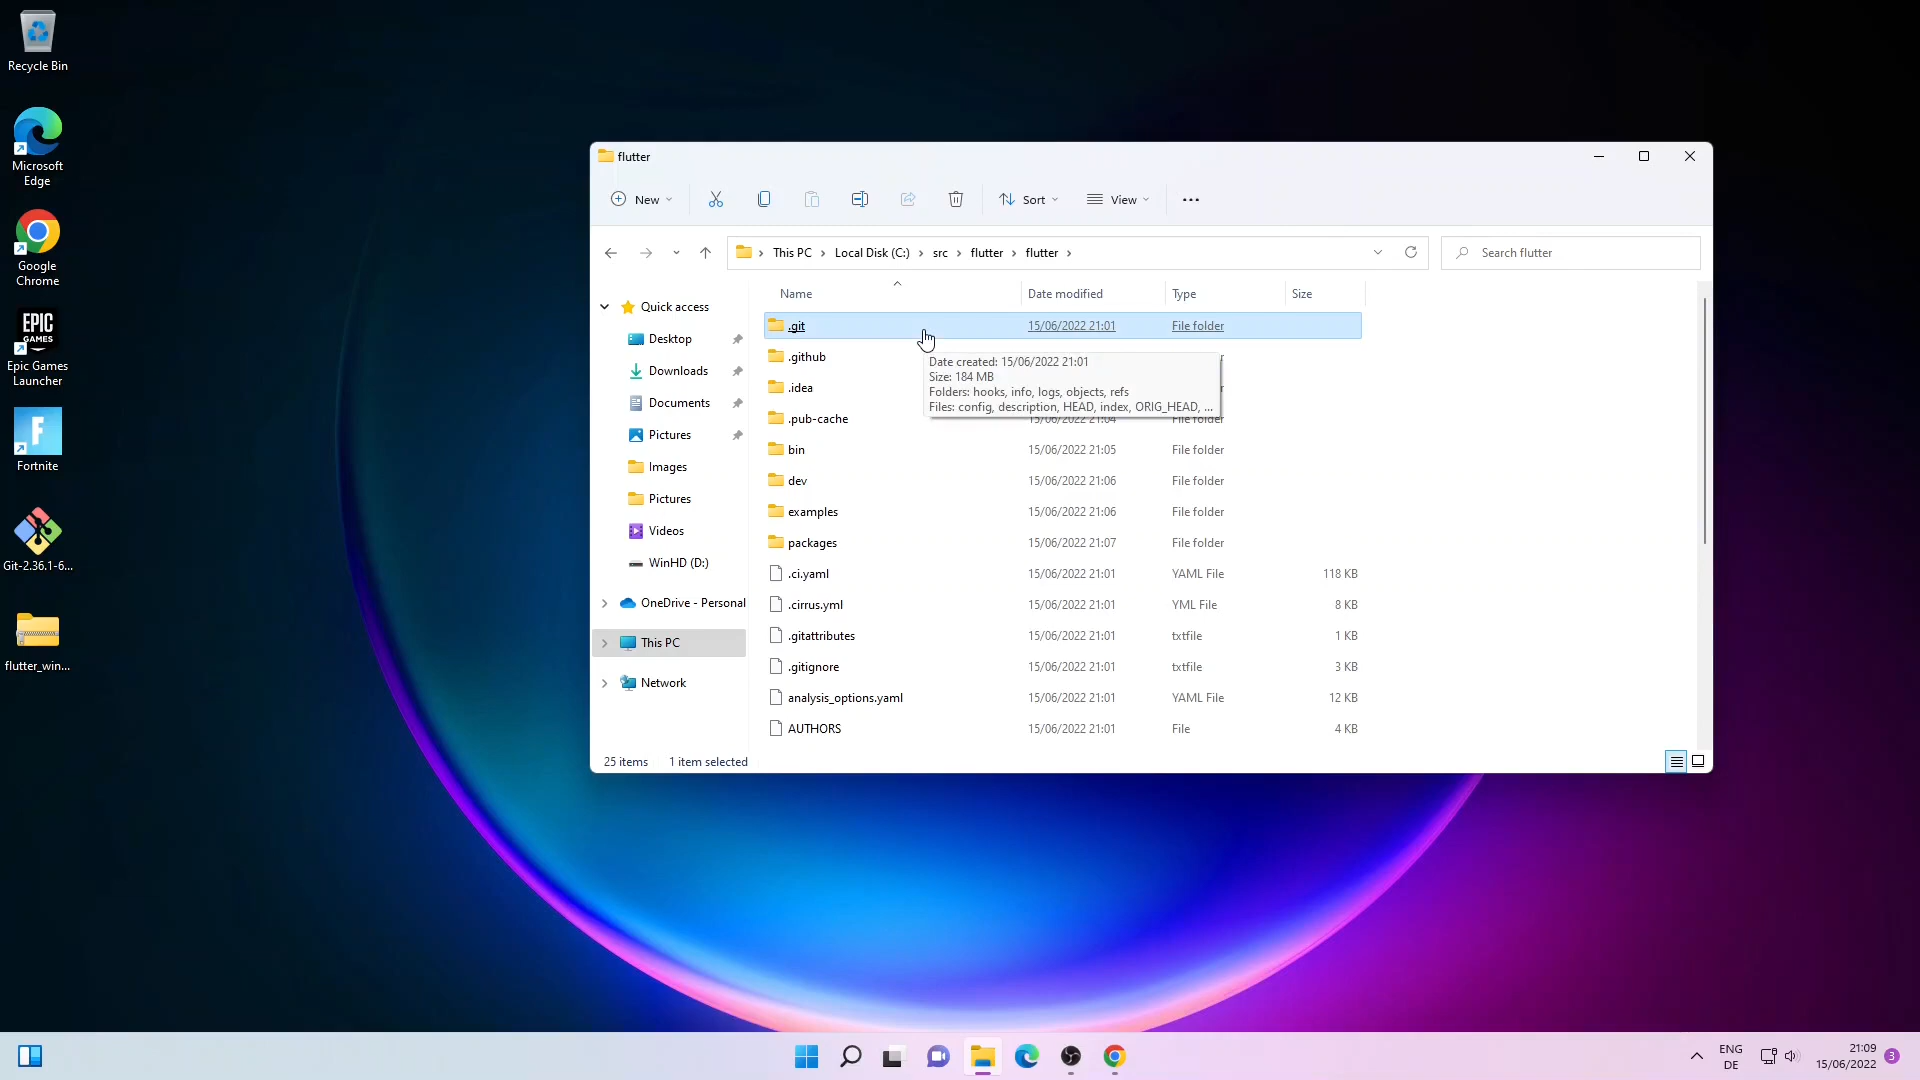 Recycle Bin
Microsoft
Edge
Google
Chrome
EPIC
GAMES
Epic Games
Launcher
Fortnite
Git-2.36.1-6...
flutter_win...
flutter
New
Sort
View
This PC
Local Disk (C:)
src
flutter
flutter
Search flutter
Quick access
Desktop
Downloads
Documents
Pictures
Images
Pictures
Videos
WinHD (D:)
OneDrive - Personal
This PC
Network
Name Date modified Type Size
.git 15/06/2022 21:01 File folder
.github
Date created: 15/06/2022 21:01
Size: 184 MB
Folders: hooks, info, logs, objects, refs
Files: config, description, HEAD, index, ORIG_HEAD, ...
.idea
.pub-cache 15/06/2022 21:04 File folder
bin 15/06/2022 21:05 File folder
dev 15/06/2022 21:06 File folder
examples 15/06/2022 21:06 File folder
packages 15/06/2022 21:07 File folder
.ci.yaml 15/06/2022 21:01 YAML File 118 KB
.cirrus.yml 15/06/2022 21:01 YML File 8 KB
.gitattributes 15/06/2022 21:01 txtfile 1 KB
.gitignore 15/06/2022 21:01 txtfile 3 KB
analysis_options.yaml 15/06/2022 21:01 YAML File 12 KB
AUTHORS 15/06/2022 21:01 File 4 KB
25 items 1 item selected
ENG
DE
21:09
15/06/2022
3